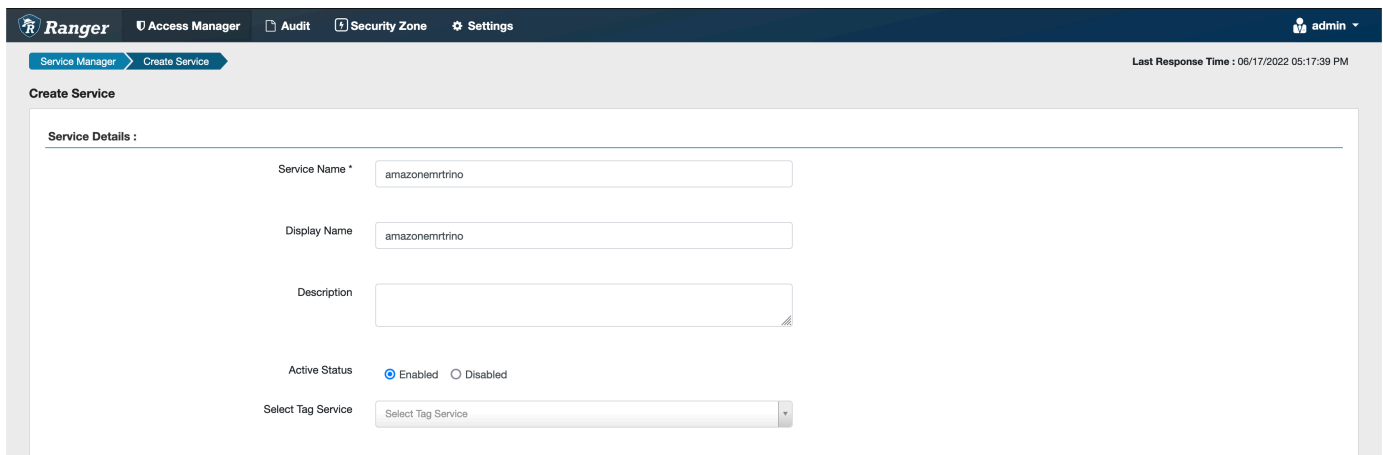 Ranger Access Manager Audit Security Zone Settings admin
Service Manager Create Service Last Response Time : 06/17/2022 05:17:39 PM
Create Service
Service Details :
Service Name * amazonemrtrino
Display Name amazonemrtrino
Description
Active Status Enabled Disabled
Select Tag Service Select Tag Service